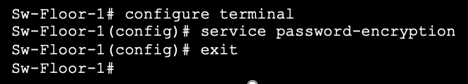 Sw-Floor-1# configure terminal
Sw-Floor-1(config)# service password-encryption
Sw-Floor-1(config)# exit
Sw-Floor-1#